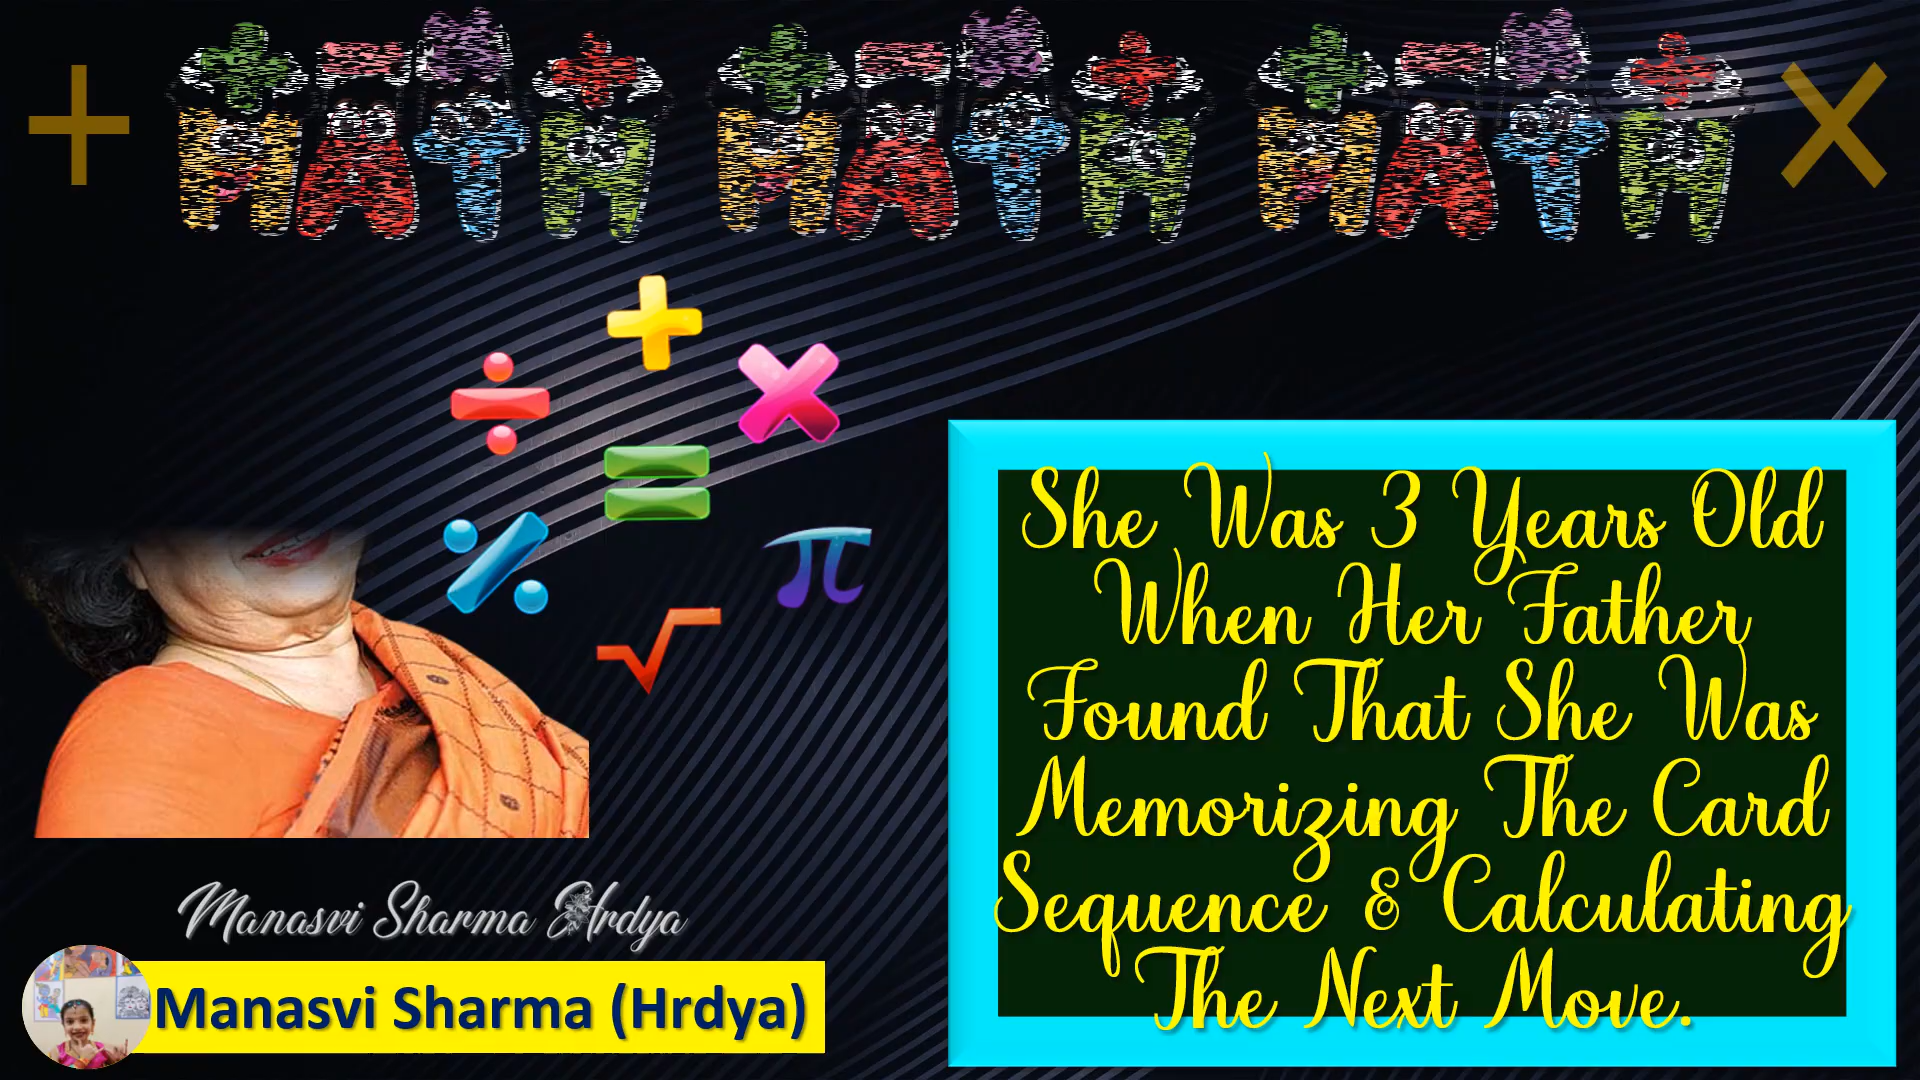 + MATH MATH MATH ×
÷ + × = % √ π
She Was 3 Years Old
When Her Father
Found That She Was
Memorizing The Card
Sequence & Calculating
The Next Move.
Manasvi Sharma Hrdya
Manasvi Sharma (Hrdya)